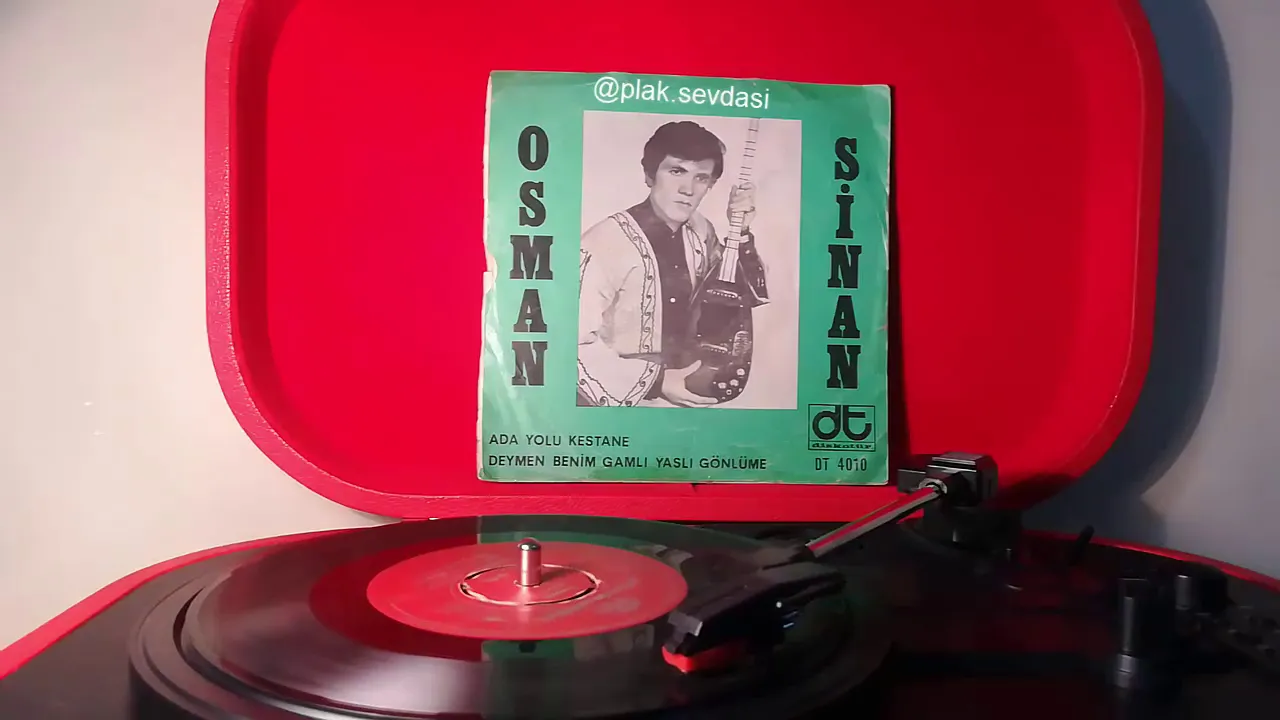 @plak.sevdasi
OSMAN
SİNAN
ADA YOLU KESTANE
DEYMEN BENİM GAMLI YASLI GÖNLÜME
dt
diskotür
DT 4010